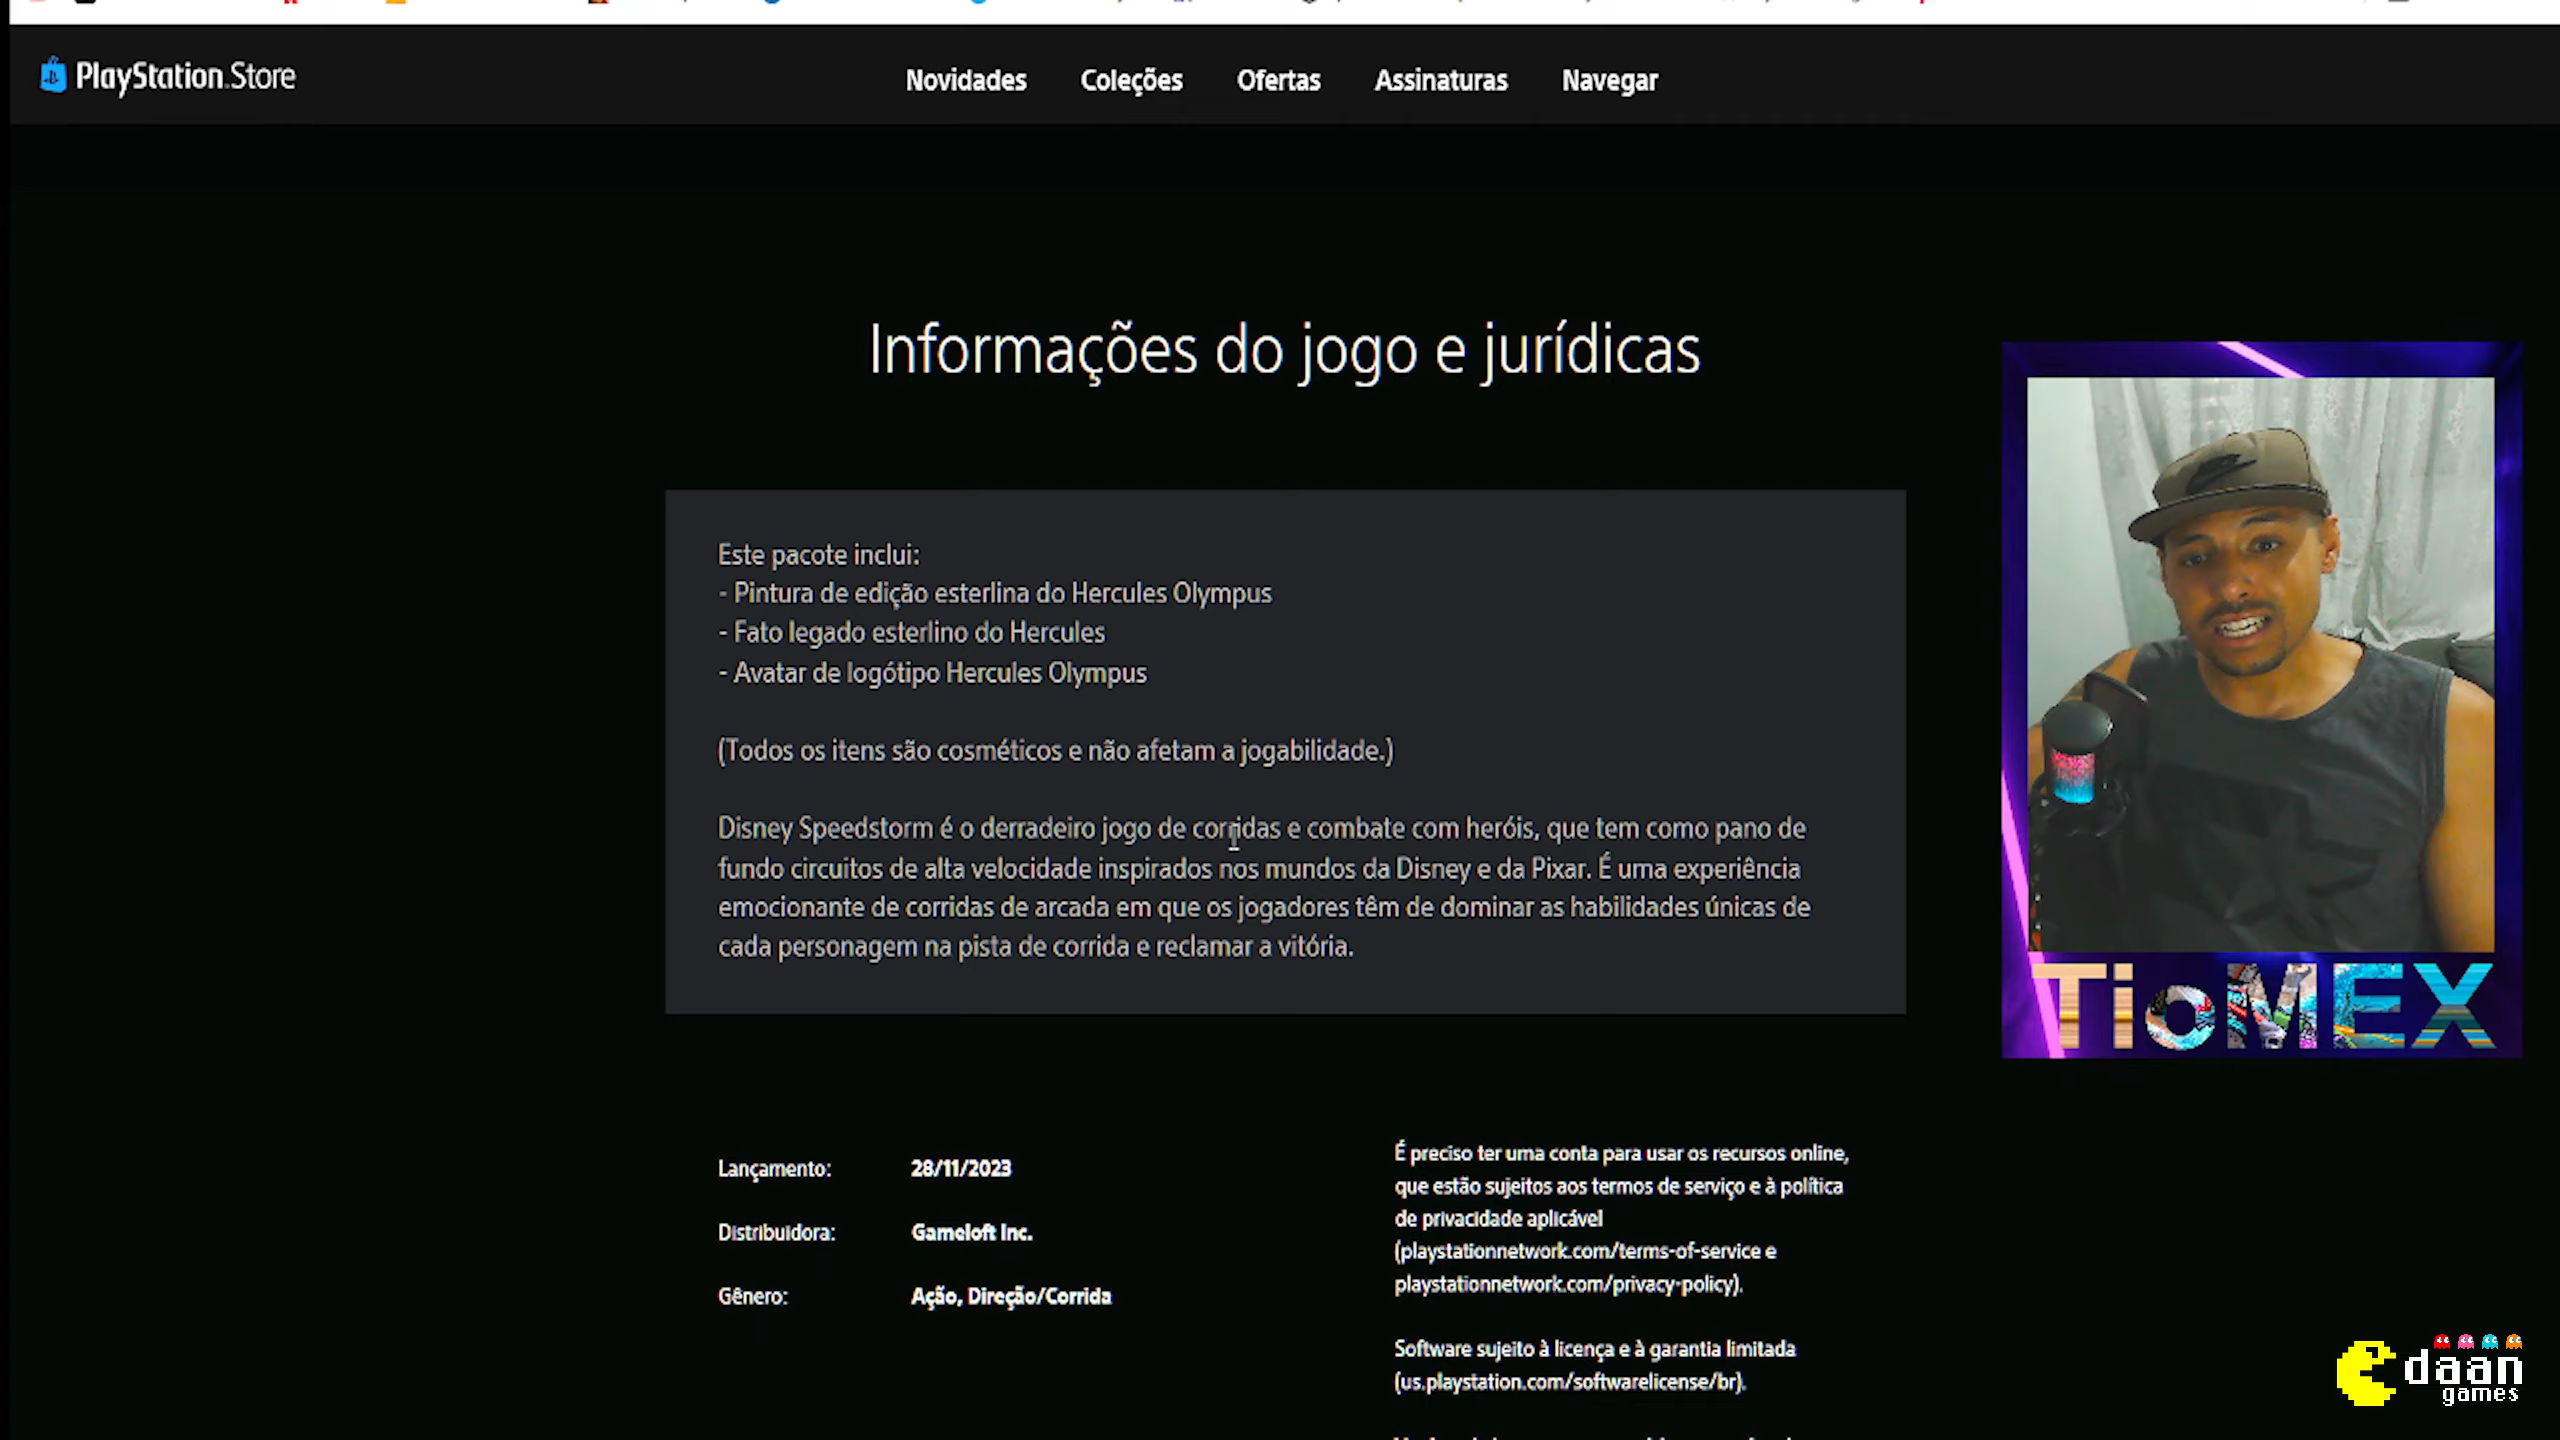 PlayStation Store
Novidades Coleções Ofertas Assinaturas Navegar
Informações do jogo e jurídicas
Este pacote inclui:
- Pintura de edição esterlina do Hercules Olympus
- Fato legado esterlino do Hercules
- Avatar de logótipo Hercules Olympus
(Todos os itens são cosméticos e não afetam a jogabilidade.)
Disney Speedstorm é o derradeiro jogo de corridas e combate com heróis, que tem como pano de
fundo circuitos de alta velocidade inspirados nos mundos da Disney e da Pixar. É uma experiência
emocionante de corridas de arcada em que os jogadores têm de dominar as habilidades únicas de
cada personagem na pista de corrida e reclamar a vitória.
TioMEX
Lançamento: 28/11/2023
Distribuidora: Gameloft Inc.
Gênero: Ação, Direção/Corrida
É preciso ter uma conta para usar os recursos online,
que estão sujeitos aos termos de serviço e à política
de privacidade aplicável
(playstationnetwork.com/terms-of-service e
playstationnetwork.com/privacy-policy).
Software sujeito à licença e à garantia limitada
(us.playstation.com/softwarelicense/br).
daan
games